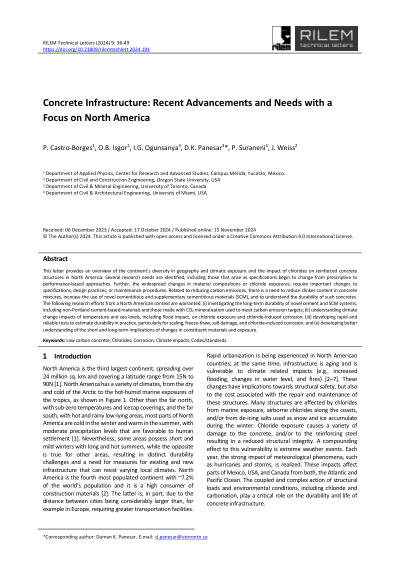 RILEM Technical Letters (2024) 9: 36-49
https://doi.org/10.21809/rilemtechlett.2024.191
rilem
RILEM
technical letters
Concrete Infrastructure: Recent Advancements and Needs with a
Focus on North America
P. Castro-Borges¹, O.B. Isgor², I.G. Ogunsanya³, D.K. Panesar³*, P. Suraneni⁴, J. Weiss²
¹ Department of Applied Physics, Center for Research and Advanced Studies, Campus Mérida, Yucatán, México.
² Department of Civil and Construction Engineering, Oregon State University, USA
³ Department of Civil & Mineral Engineering, University of Toronto, Canada
⁴ Department of Civil & Architectural Engineering, University of Miami, USA
Received: 06 December 2023 / Accepted: 17 October 2024 / Published online: 15 November 2024
© The Author(s) 2024. This article is published with open access and licensed under a Creative Commons Attribution 4.0 International License.
Abstract
This letter provides an overview of the continent's diversity in geography and climate exposure and the impact of chlorides on reinforced concrete
structures in North America. Several research needs are identified, including those that arise as specifications begin to change from prescriptive to
performance-based approaches. Further, the widespread changes in material compositions or chloride exposure, require important changes to
specifications, design practices, or maintenance procedures. Related to reducing carbon emissions, there is a need to reduce clinker content in concrete
mixtures, increase the use of novel cementitious and supplementary cementitious materials (SCM), and to understand the durability of such concretes.
The following research efforts from a North American context are warranted: (i) investigating the long-term durability of novel cements and SCM systems,
including non-Portland cement-based materials and those made with CO₂ mineralization used to meet carbon emission targets; (ii) understanding climate
change impacts of temperature and sea levels, including flood impact, on chloride exposure and chloride-induced corrosion; (iii) developing rapid and
reliable tests to estimate durability in practice, particularly for scaling, freeze-thaw, salt damage, and chloride-induced corrosion; and (iv) developing better
understanding of the short and long-term implications of changes in constituent materials and exposure.
Keywords: Low carbon concrete; Chlorides; Corrosion; Climate impacts; Codes/standards.
1 Introduction
North America is the third largest continent, spreading over
24 million sq. km and covering a latitude range from 15N to
90N [1]. North America has a variety of climates, from the dry
and cold of the Arctic to the hot-humid marine exposures of
the tropics, as shown in Figure 1. Other than the far north,
with sub-zero temperatures and icecap coverings, and the far
south, with hot and rainy low-lying areas, most parts of North
America are cold in the winter and warm in the summer, with
moderate precipitation levels that are favorable to human
settlement [1]. Nevertheless, some areas possess short and
mild winters with long and hot summers, while the opposite
is true for other areas, resulting in distinct durability
challenges and a need for measures for existing and new
infrastructure that can resist varying local climates. North
America is the fourth most populated continent with ~7.2%
of the world's population and it is a high consumer of
construction materials [2]. The latter is, in part, due to the
distance between cities being considerably larger than, for
example in Europe, requiring greater transportation facilities.
Rapid urbanization is being experienced in North American
countries; at the same time, infrastructure is ageing and is
vulnerable to climate related impacts [e.g., increased
flooding, changes in water level, and fires] [2–7]. These
changes have implications towards structural safety, but also
to the cost associated with the repair and maintenance of
these structures. Many structures are affected by chlorides
from marine exposure, airborne chlorides along the coasts,
and/or from de-icing salts used as snow and ice accumulate
during the winter. Chloride exposure causes a variety of
damage to the concrete, and/or to the reinforcing steel
resulting in a reduced structural integrity. A compounding
effect to this vulnerability is extreme weather events. Each
year, the strong impact of meteorological phenomena, such
as hurricanes and storms, is realized. These impacts affect
parts of Mexico, USA, and Canada from both, the Atlantic and
Pacific Ocean. The coupled and complex action of structural
loads and environmental conditions, including chloride and
carbonation, play a critical role on the durability and life of
concrete infrastructure.
*Corresponding author: Daman K. Panesar, E-mail: d.panesar@utoronto.ca